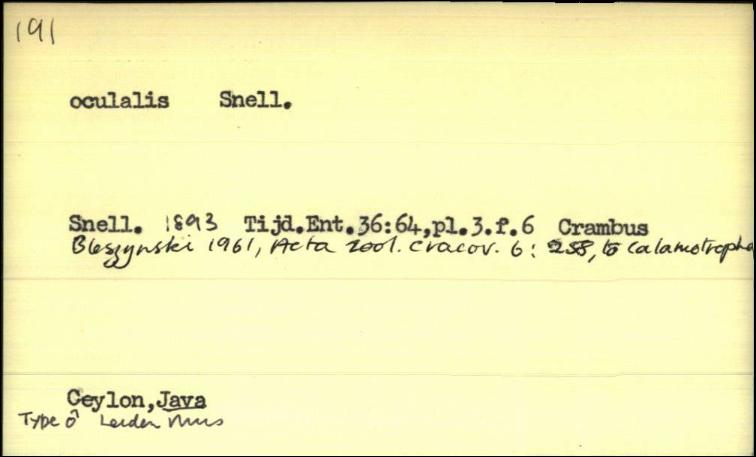 191
oculalis Snell.
Snell. 1893 Tijd.Ent.36:64,pl.3.f.6 Crambus
Bleszynski 1961, Acta zool. cracov. 6: 258, to Calamotropha
Ceylon,Java
Type ♂ Leiden Mus